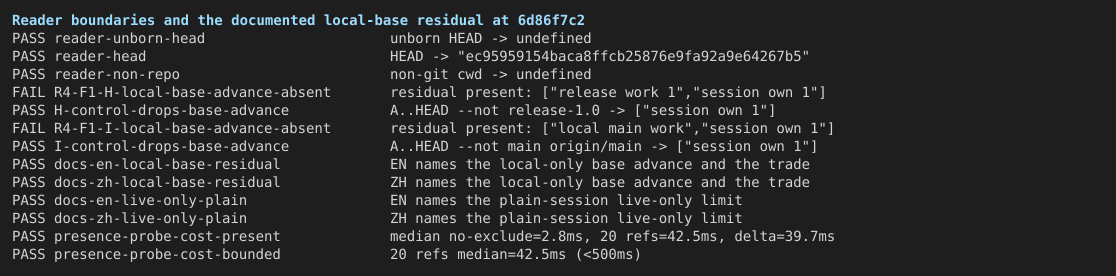 Reader boundaries and the documented local-base residual at 6d86f7c2
PASS reader-unborn-head unborn HEAD -> undefined
PASS reader-head HEAD -> "ec95959154baca8ffcb25876e9fa92a9e64267b5"
PASS reader-non-repo non-git cwd -> undefined
FAIL R4-F1-H-local-base-advance-absent residual present: ["release work 1","session own 1"]
PASS H-control-drops-base-advance A..HEAD --not release-1.0 -> ["session own 1"]
FAIL R4-F1-I-local-base-advance-absent residual present: ["local main work","session own 1"]
PASS I-control-drops-base-advance A..HEAD --not main origin/main -> ["session own 1"]
PASS docs-en-local-base-residual EN names the local-only base advance and the trade
PASS docs-zh-local-base-residual ZH names the local-only base advance and the trade
PASS docs-en-live-only-plain EN names the plain-session live-only limit
PASS docs-zh-live-only-plain ZH names the plain-session live-only limit
PASS presence-probe-cost-present median no-exclude=2.8ms, 20 refs=42.5ms, delta=39.7ms
PASS presence-probe-cost-bounded 20 refs median=42.5ms (<500ms)